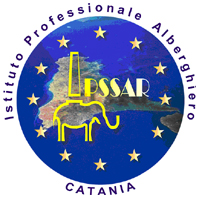 Istituto Professionale Alberghiero
IPSSAR
CATANIA